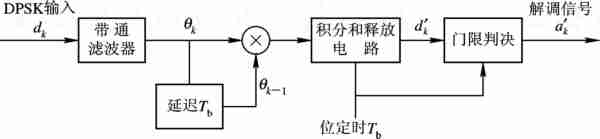 DPSK输入
d_k
带通
滤波器
θ_k
×
延迟T_b
θ_{k-1}
积分和释放
电路
d'_k
位定时T_b
门限判决
解调信号
a'_k